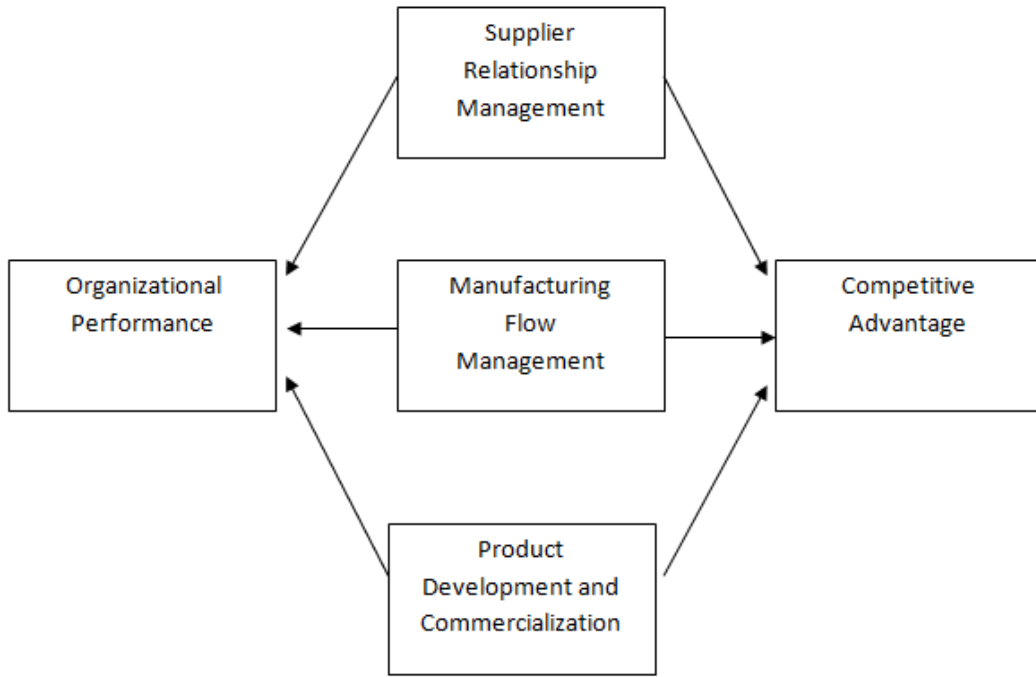 Supplier
Relationship
Management
Organizational
Performance
Manufacturing
Flow
Management
Competitive
Advantage
Product
Development and
Commercialization